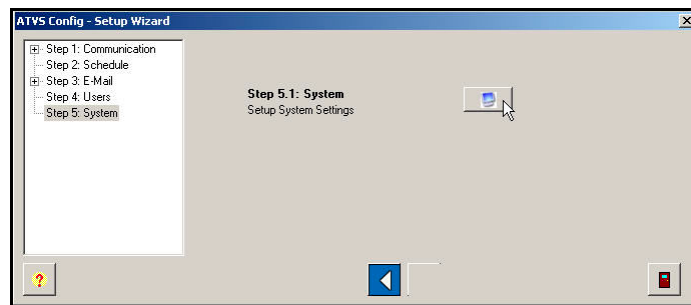 ATVS Config - Setup Wizard
Step 1: Communication
Step 2: Schedule
Step 3: E-Mail
Step 4: Users
Step 5: System
Step 5.1: System
Setup System Settings
?